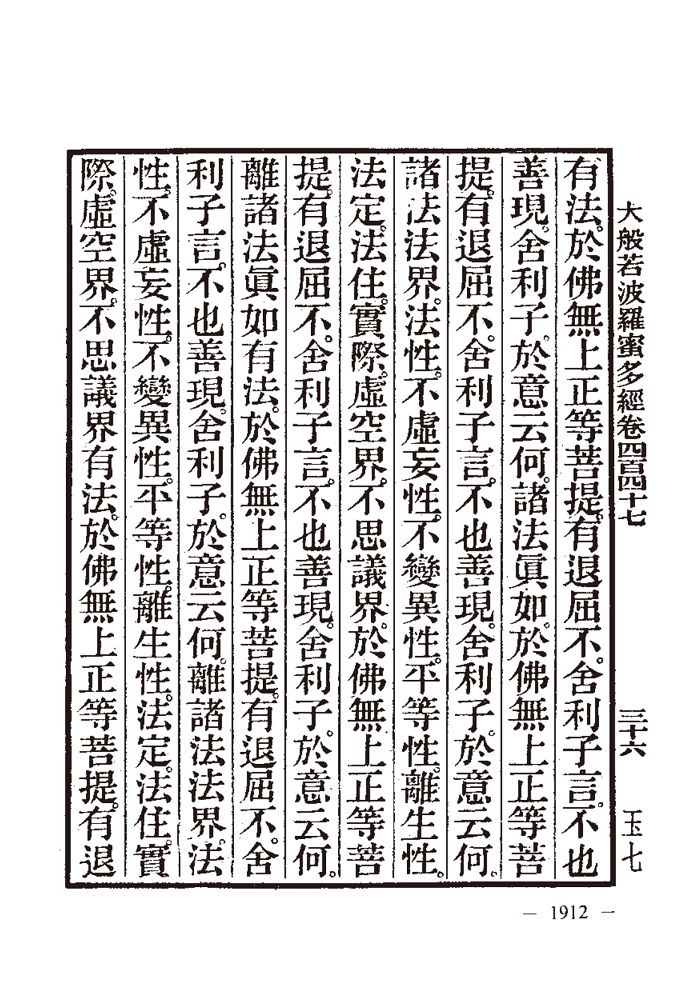 大般若波羅蜜多經卷四百四十七 三十六 玉七
有法。於佛無上正等菩提。有退屈不。舍利子言。不也
善現。舍利子。於意云何。諸法眞如。於佛無上正等菩
提。有退屈不。舍利子言。不也善現。舍利子。於意云何。
諸法法界。法性。不虛妄性。不變異性。平等性。離生性。
法定。法住。實際。虛空界。不思議界。於佛無上正等菩
提。有退屈不。舍利子言。不也善現。舍利子。於意云何。
離諸法眞如有法。於佛無上正等菩提。有退屈不。舍
利子言。不也善現。舍利子。於意云何。離諸法法界。法
性。不虛妄性。不變異性。平等性。離生性。法定。法住。實
際。虛空界。不思議界有法。於佛無上正等菩提。有退
— 1912 —